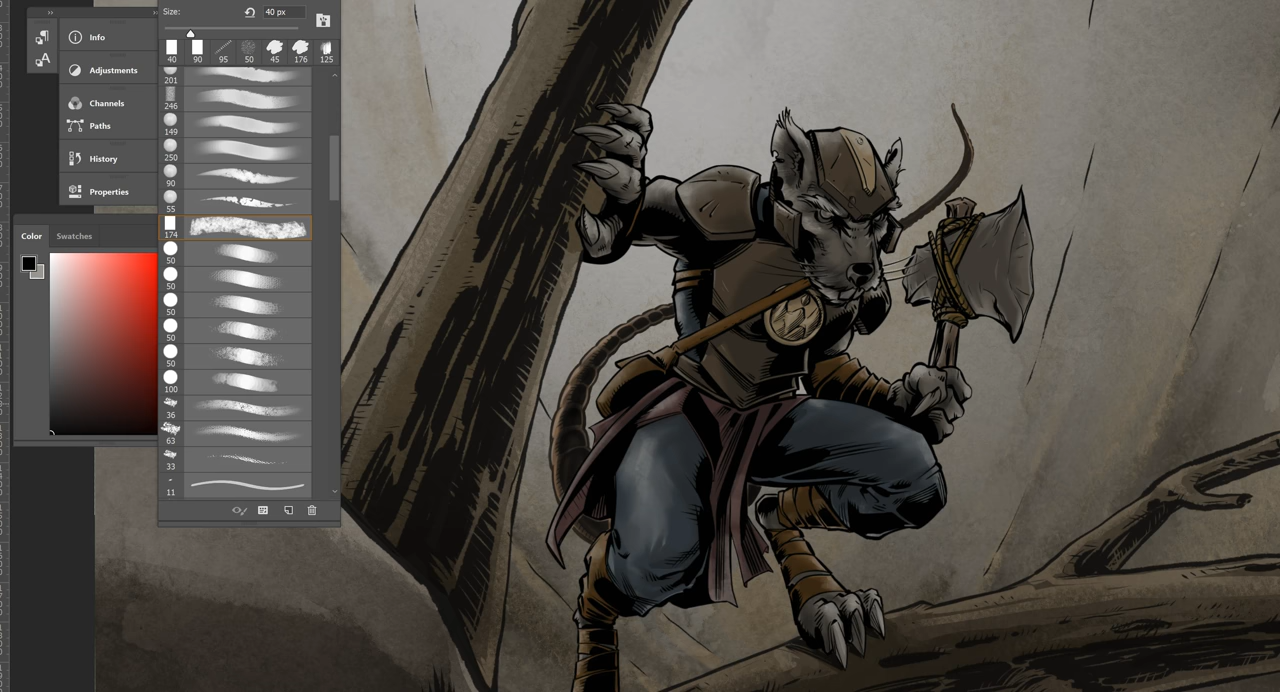 Size:
40 px
40 90 95 50 45 176 125
Info
Adjustments
Channels
Paths
History
Properties
Color
Swatches
201
246
149
250
90
55
174
50
50
50
50
50
100
36
63
33
11